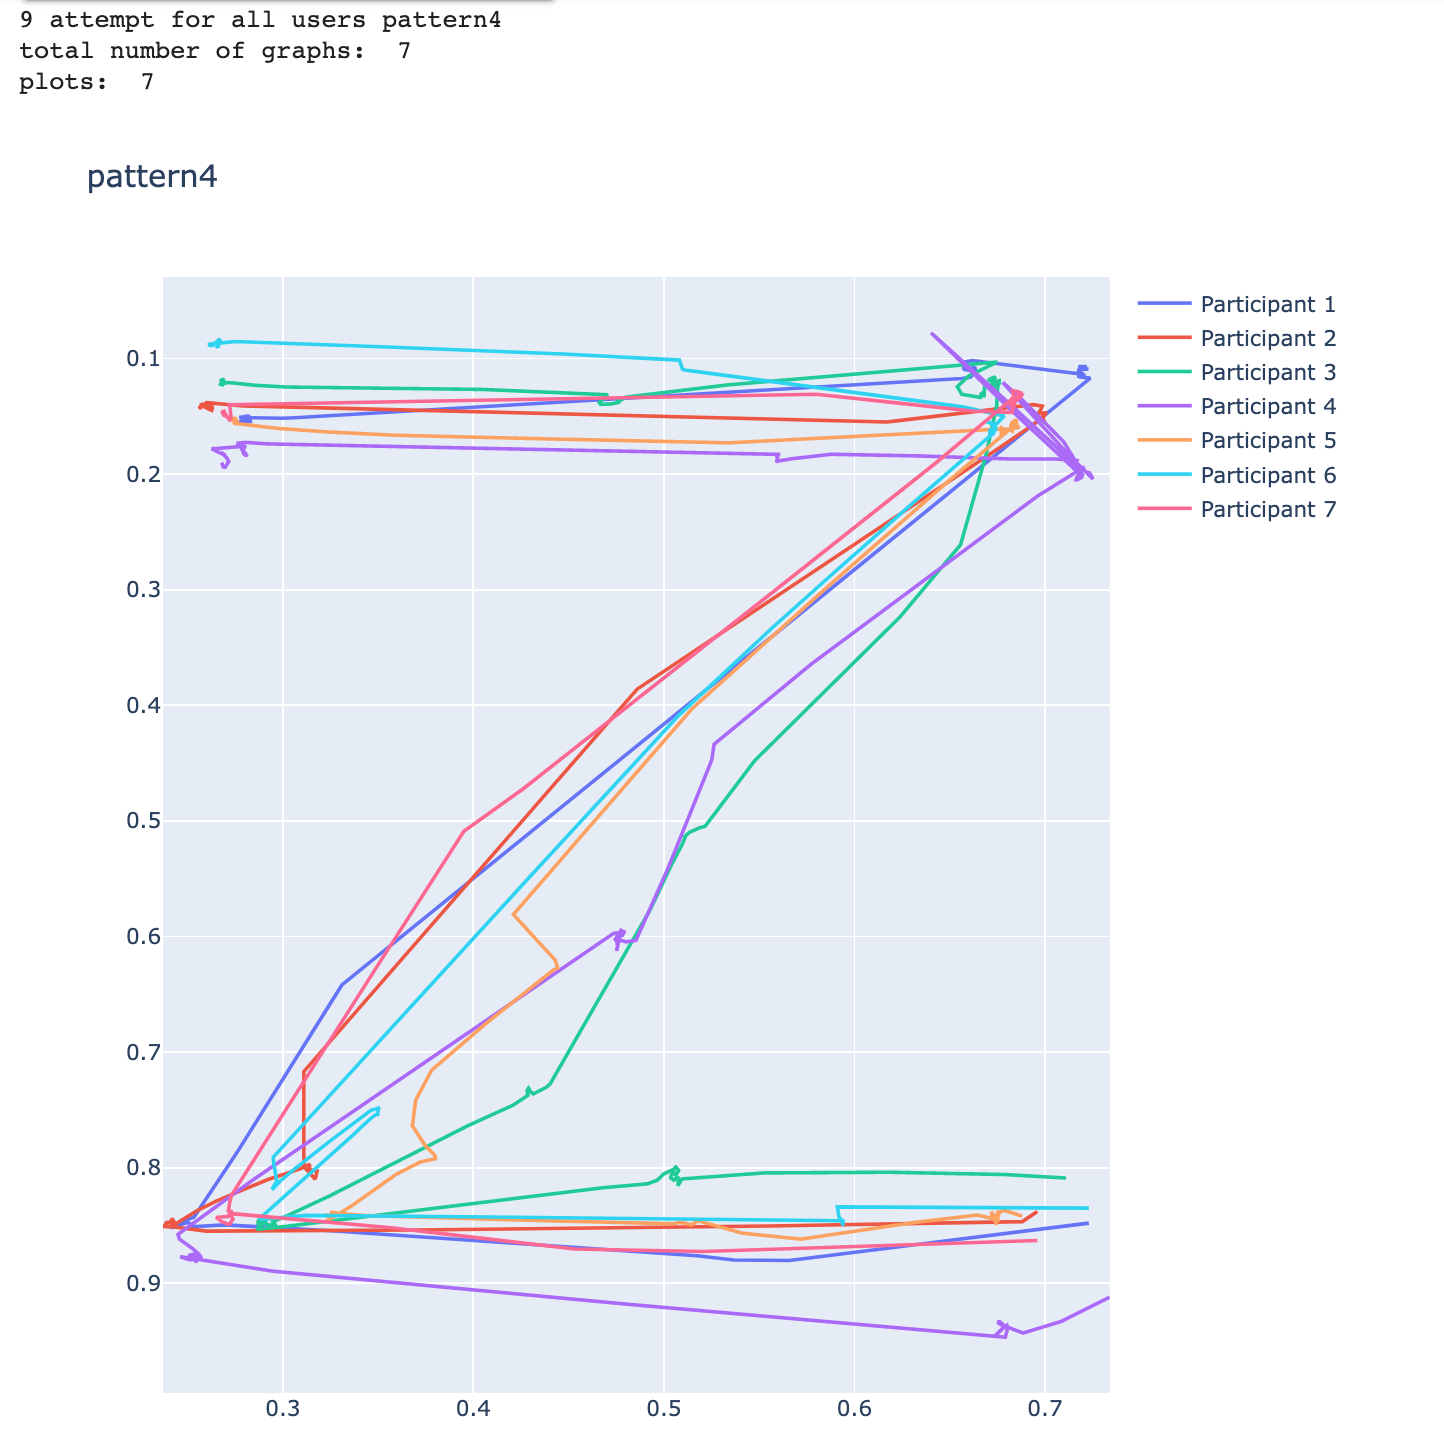 9 attempt for all users pattern4
total number of graphs:  7
plots:  7
pattern4
Participant 1
Participant 2
Participant 3
Participant 4
Participant 5
Participant 6
Participant 7
0.1
0.2
0.3
0.4
0.5
0.6
0.7
0.8
0.9
0.3 0.4 0.5 0.6 0.7